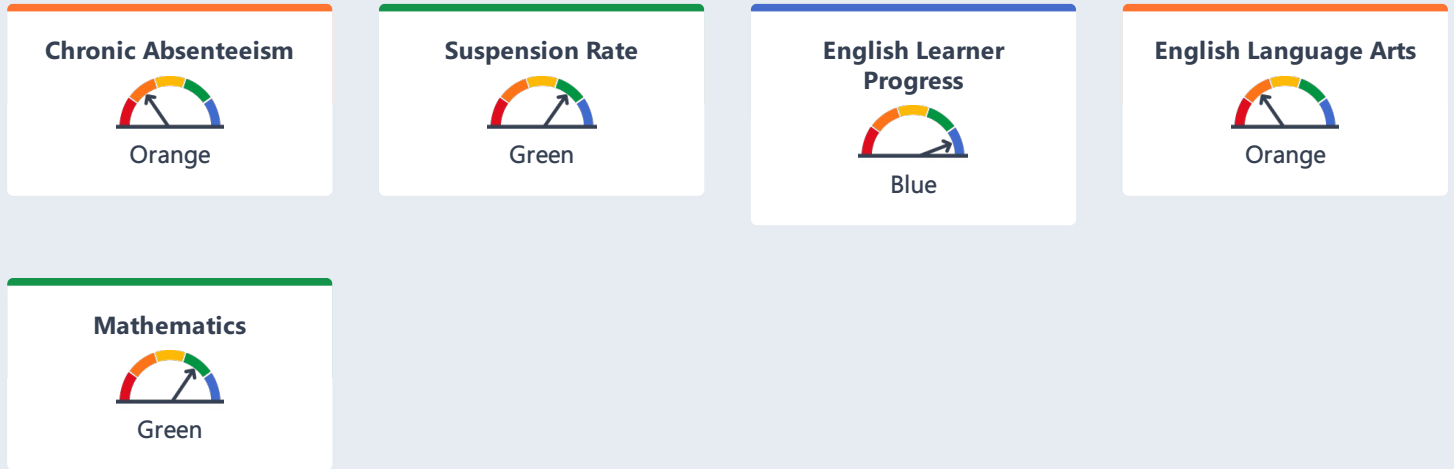 Chronic Absenteeism
Orange
Suspension Rate
Green
English Learner
Progress
Blue
English Language Arts
Orange
Mathematics
Green